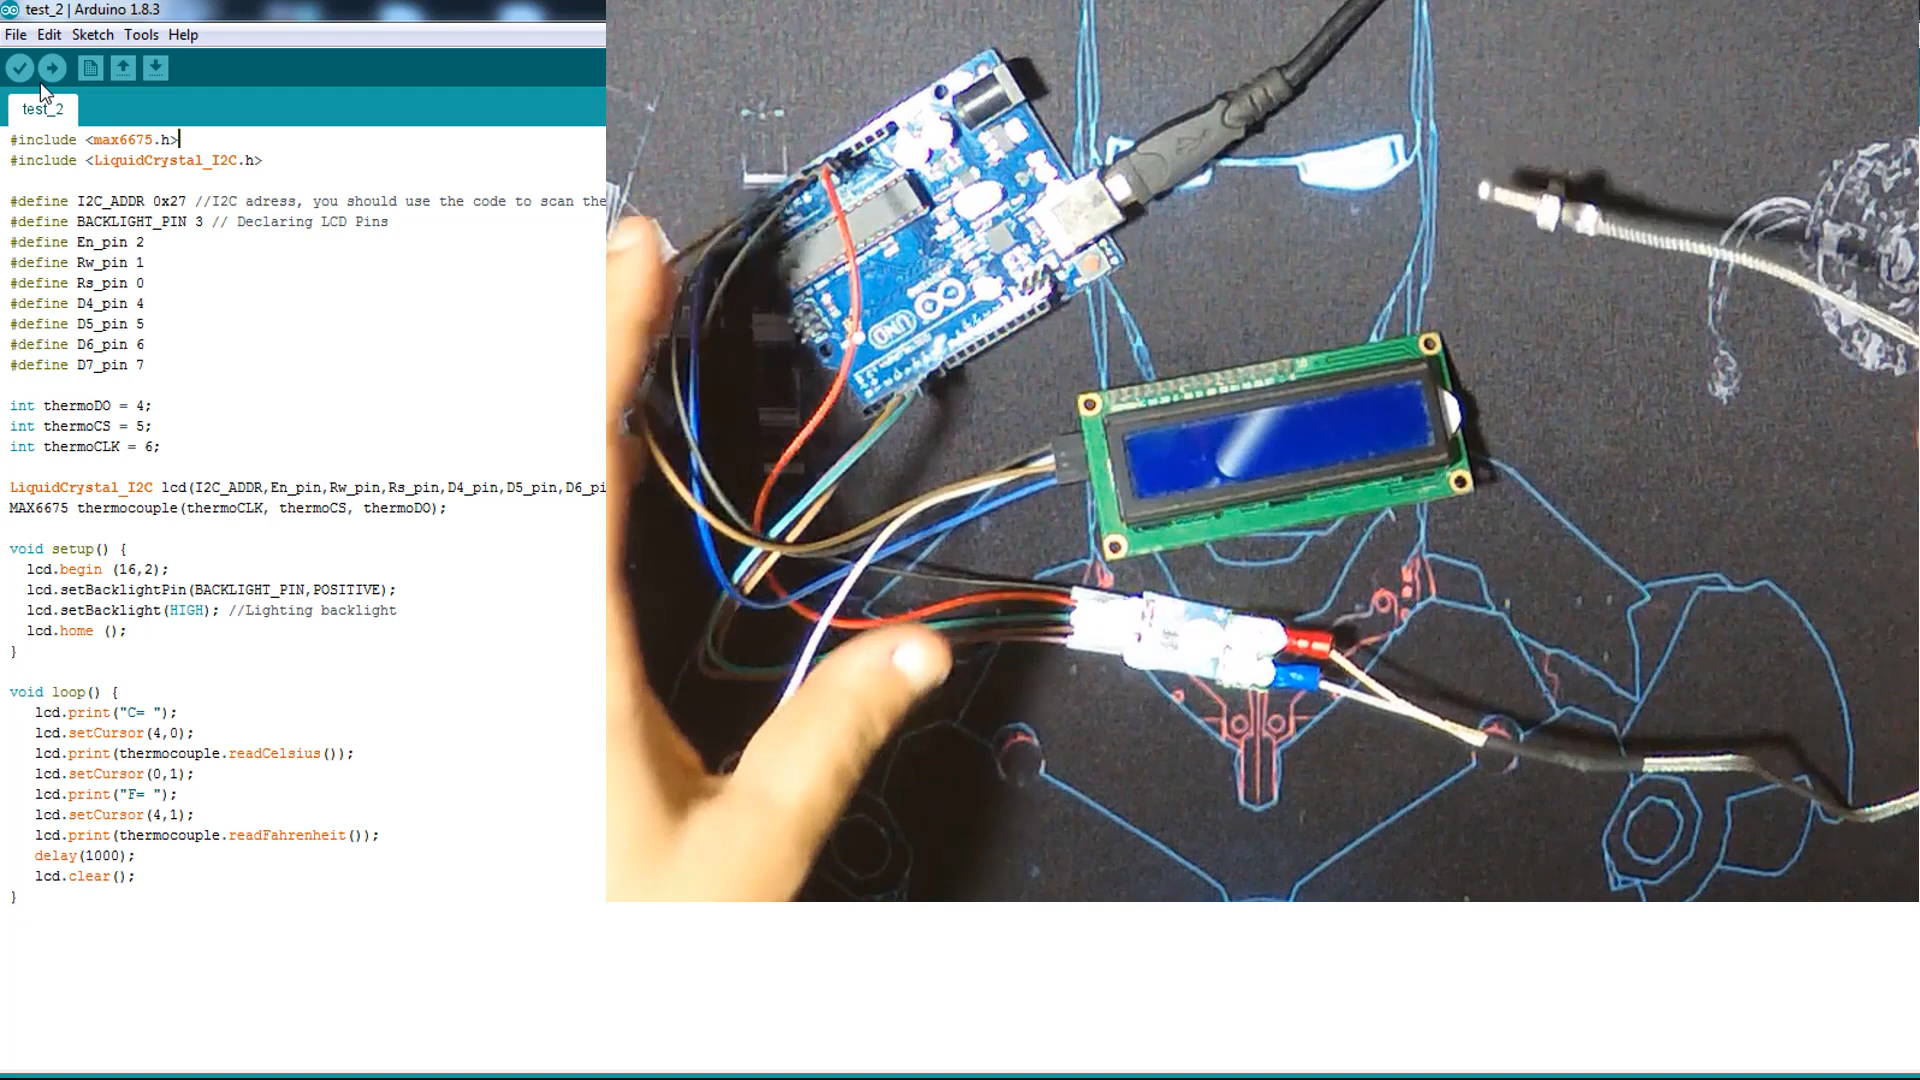 test_2 | Arduino 1.8.3
File Edit Sketch Tools Help
test_2
#include <max6675.h>
#include <LiquidCrystal_I2C.h>
#define I2C_ADDR 0x27 //I2C adress, you should use the code to scan the
#define BACKLIGHT_PIN 3 // Declaring LCD Pins
#define En_pin 2
#define Rw_pin 1
#define Rs_pin 0
#define D4_pin 4
#define D5_pin 5
#define D6_pin 6
#define D7_pin 7
int thermoDO = 4;
int thermoCS = 5;
int thermoCLK = 6;
LiquidCrystal_I2C lcd(I2C_ADDR,En_pin,Rw_pin,Rs_pin,D4_pin,D5_pin,D6_pi
MAX6675 thermocouple(thermoCLK, thermoCS, thermoDO);
void setup() {
lcd.begin (16,2);
lcd.setBacklightPin(BACKLIGHT_PIN,POSITIVE);
lcd.setBacklight(HIGH); //Lighting backlight
lcd.home ();
}
void loop() {
lcd.print("C= ");
lcd.setCursor(4,0);
lcd.print(thermocouple.readCelsius());
lcd.setCursor(0,1);
lcd.print("F= ");
lcd.setCursor(4,1);
lcd.print(thermocouple.readFahrenheit());
delay(1000);
lcd.clear();
}
UNO